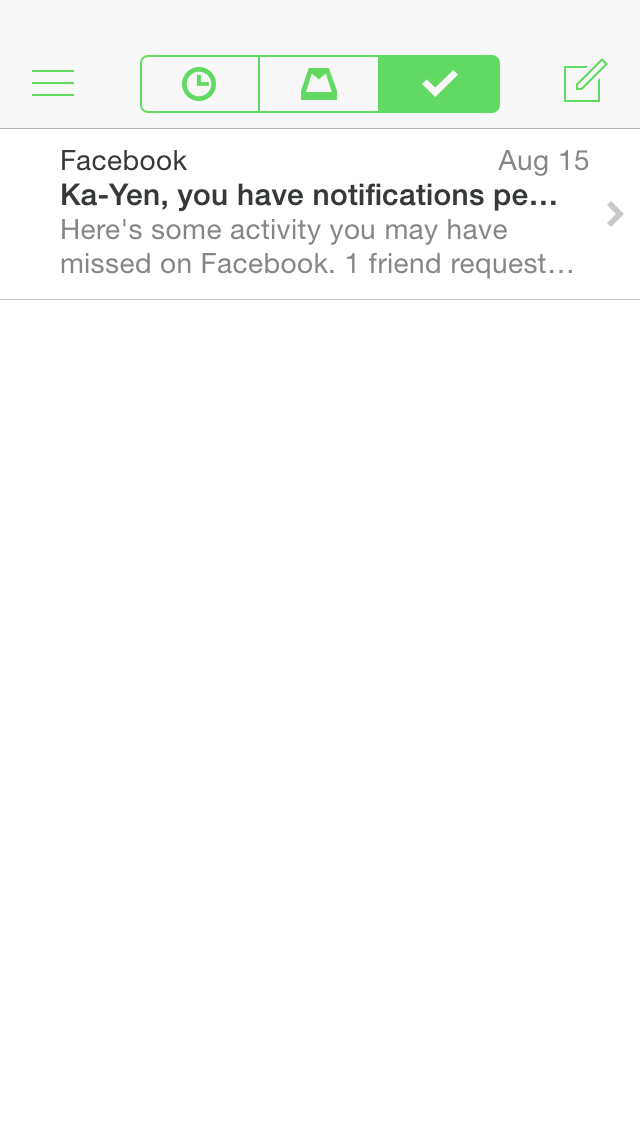 Facebook Aug 15
Ka-Yen, you have notifications pe...
Here's some activity you may have
missed on Facebook. 1 friend request...